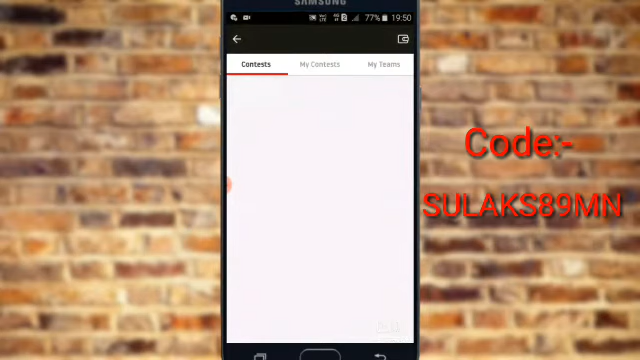 SAMSUNG
77% 19:50
Contests My Contests My Teams
Code:-
SULAKS89MN